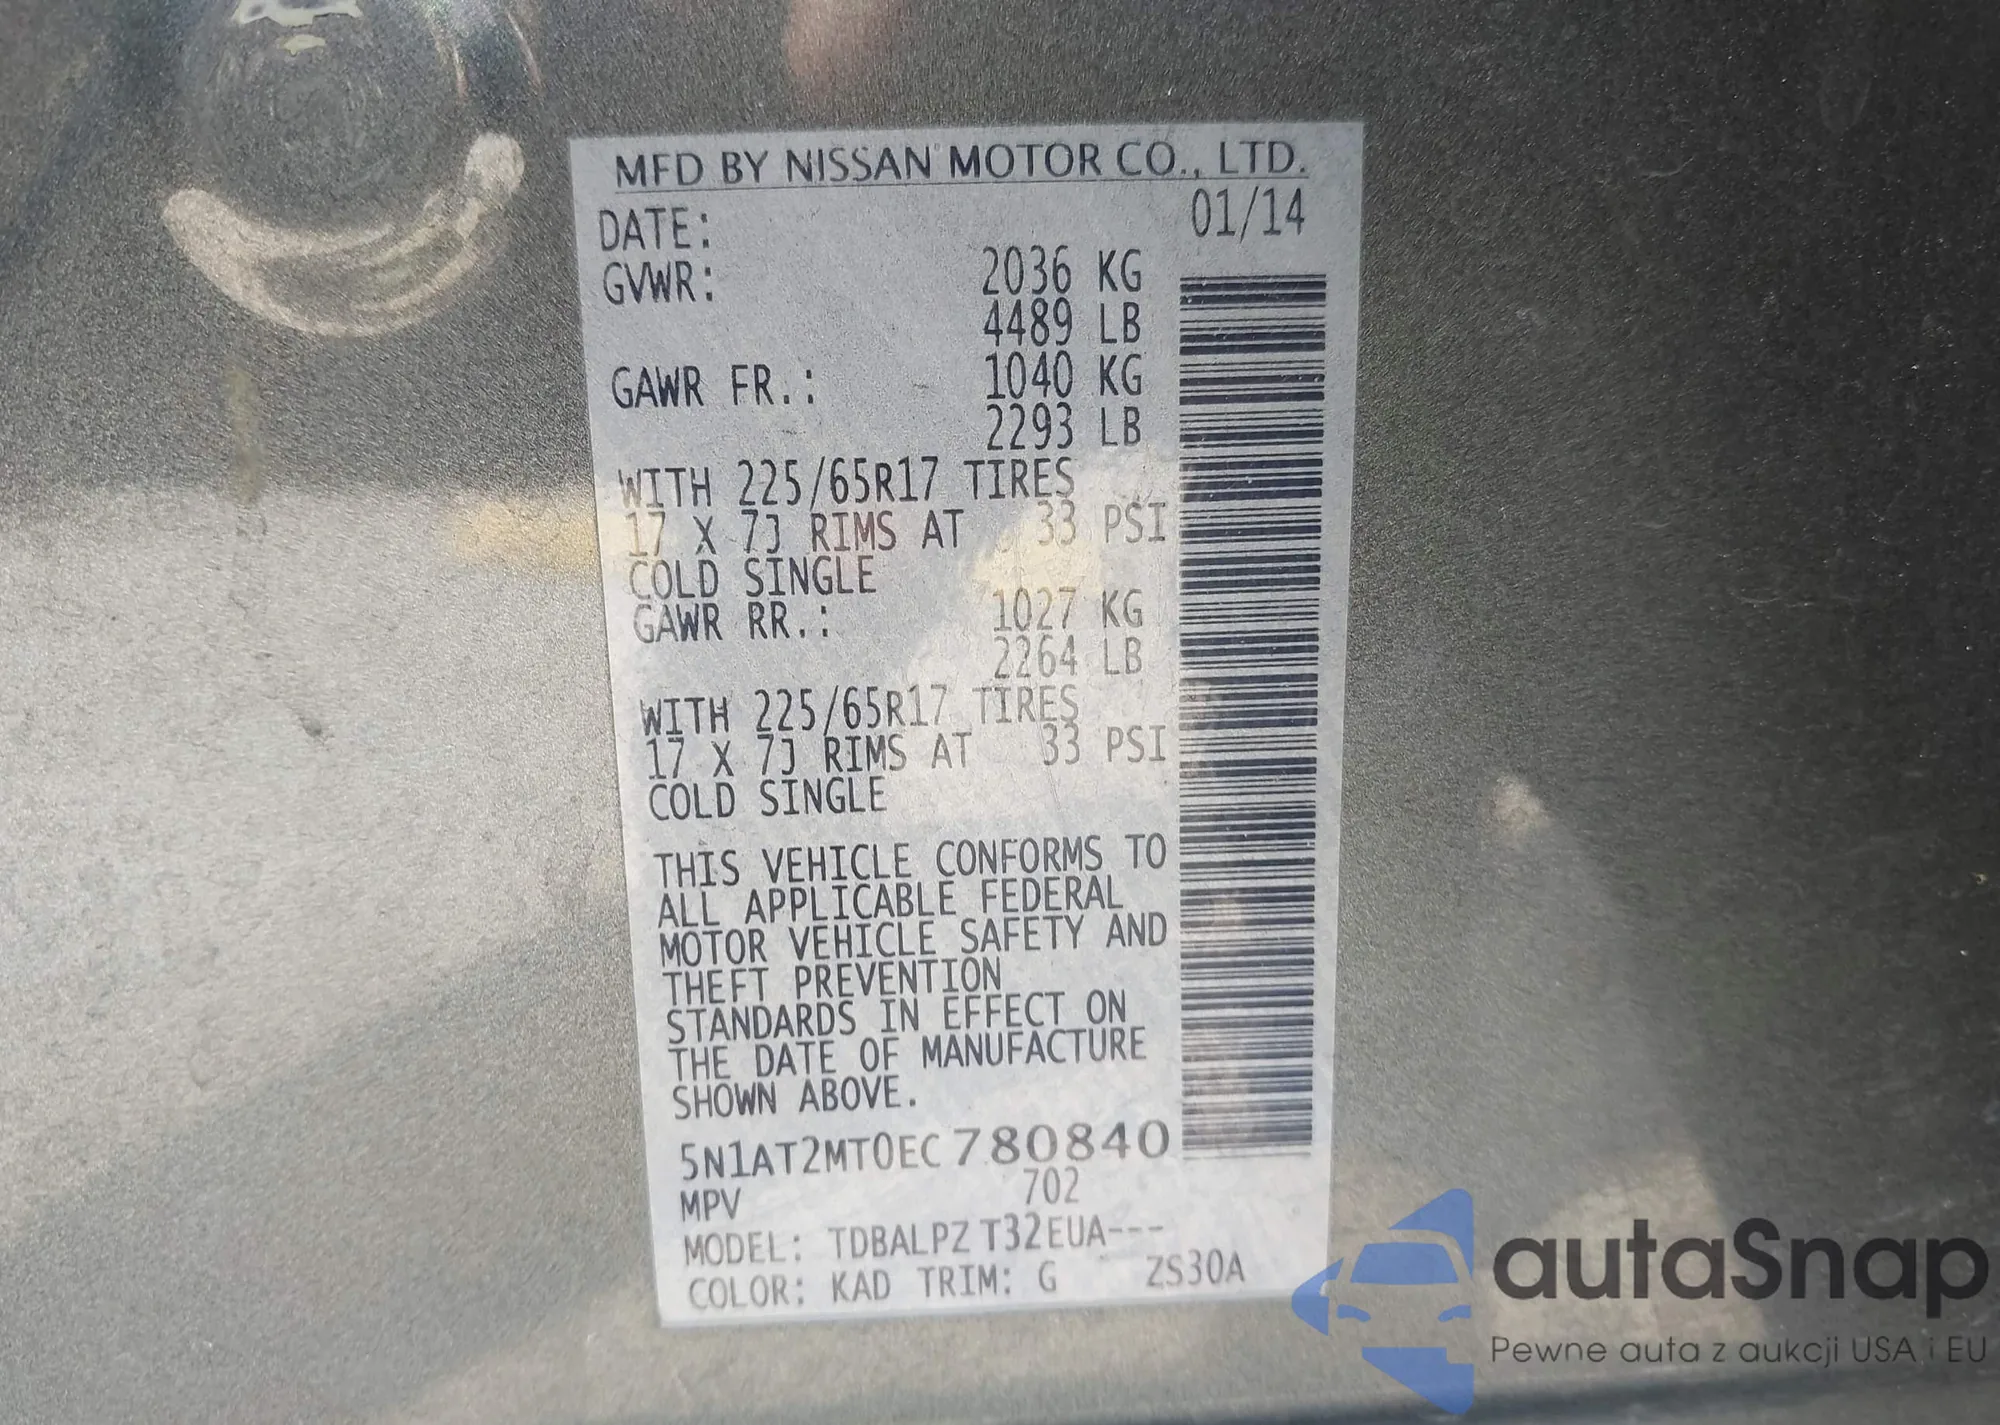 MFD BY NISSAN MOTOR CO., LTD.
DATE: 01/14
GVWR: 2036 KG
4489 LB
GAWR FR.: 1040 KG
2293 LB
WITH 225/65R17 TIRES
17 X 7J RIMS AT 33 PSI
COLD SINGLE
GAWR RR.: 1027 KG
2264 LB
WITH 225/65R17 TIRES
17 X 7J RIMS AT 33 PSI
COLD SINGLE
THIS VEHICLE CONFORMS TO
ALL APPLICABLE FEDERAL
MOTOR VEHICLE SAFETY AND
THEFT PREVENTION
STANDARDS IN EFFECT ON
THE DATE OF MANUFACTURE
SHOWN ABOVE.
5N1AT2MT0EC780840
MPV 702
MODEL: TDBALPZ T32EUA---
COLOR: KAD TRIM: G ZS30A
autaSnap
Pewne auta z aukcji USA i EU